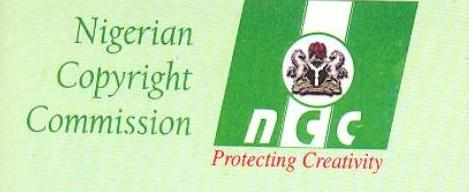 Nigerian
Copyright
Commission
ncc
Protecting Creativity